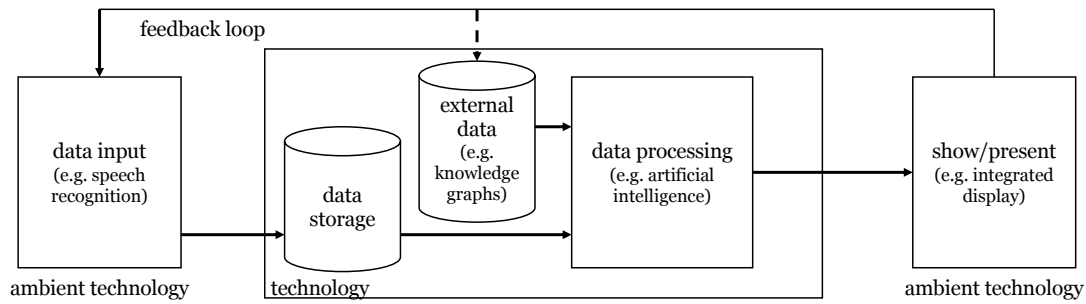 feedback loop
data input
(e.g. speech
recognition)
ambient technology
data
storage
technology
external
data
(e.g.
knowledge
graphs)
data processing
(e.g. artificial
intelligence)
show/present
(e.g. integrated
display)
ambient technology